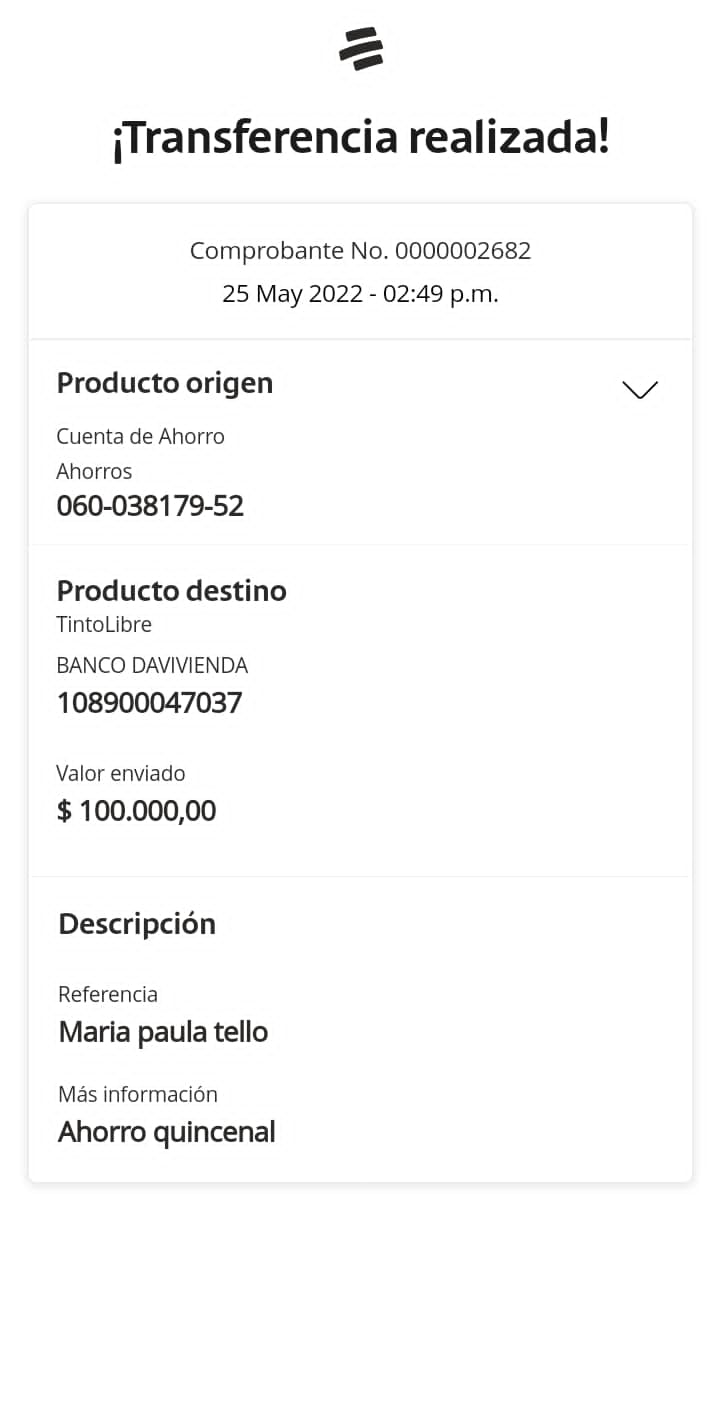 ¡Transferencia realizada!
Comprobante No. 0000002682
25 May 2022 - 02:49 p.m.
Producto origen
Cuenta de Ahorro
Ahorros
060-038179-52
Producto destino
TintoLibre
BANCO DAVIVIENDA
108900047037
Valor enviado
$ 100.000,00
Descripción
Referencia
Maria paula tello
Más información
Ahorro quincenal